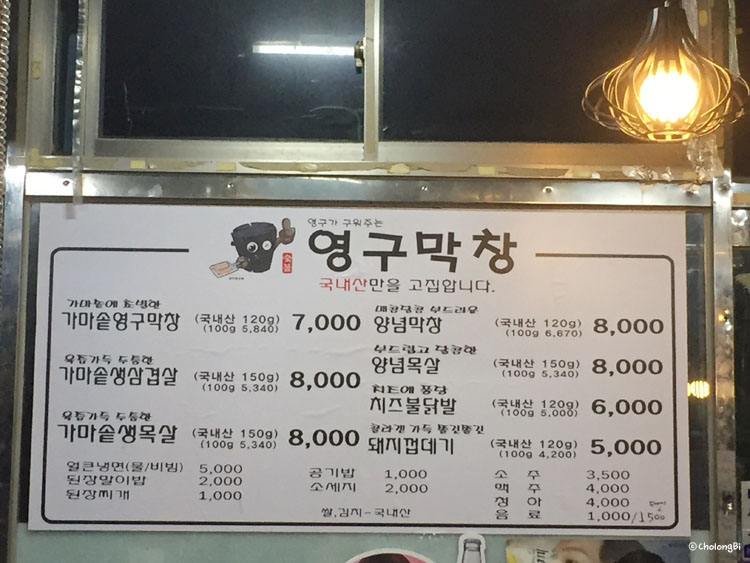 영구가 구워주는
영구막창
숯불
국내산만을 고집합니다.
가마솥에 초벌한
가마솥영구막창 (국내산 120g) 7,000
(100g 5,840)
육즙가득 두툼한
가마솥생삼겹살 (국내산 150g) 8,000
(100g 5,340)
육즙가득 두툼한
가마솥생목살 (국내산 150g) 8,000
(100g 5,340)
매콤달콤 부드러운
양념막창 (국내산 120g) 8,000
(100g 6,670)
부드럽고 달콤한
양념목살 (국내산 150g) 8,000
(100g 5,340)
치즈에 퐁당
치즈불닭발 (국내산 120g) 6,000
(100g 5,000)
콜라겐 가득 쫄깃쫄깃
돼지껍데기 (국내산 120g) 5,000
(100g 4,200)
얼큰냉면(물/비빔) 5,000
된장말이밥 2,000
된장찌개 1,000
공기밥 1,000
소세지 2,000
소주 3,500
맥주 4,000
청하 4,000
음료 1,000/1500
쌀,김치-국내산
©CholongBi